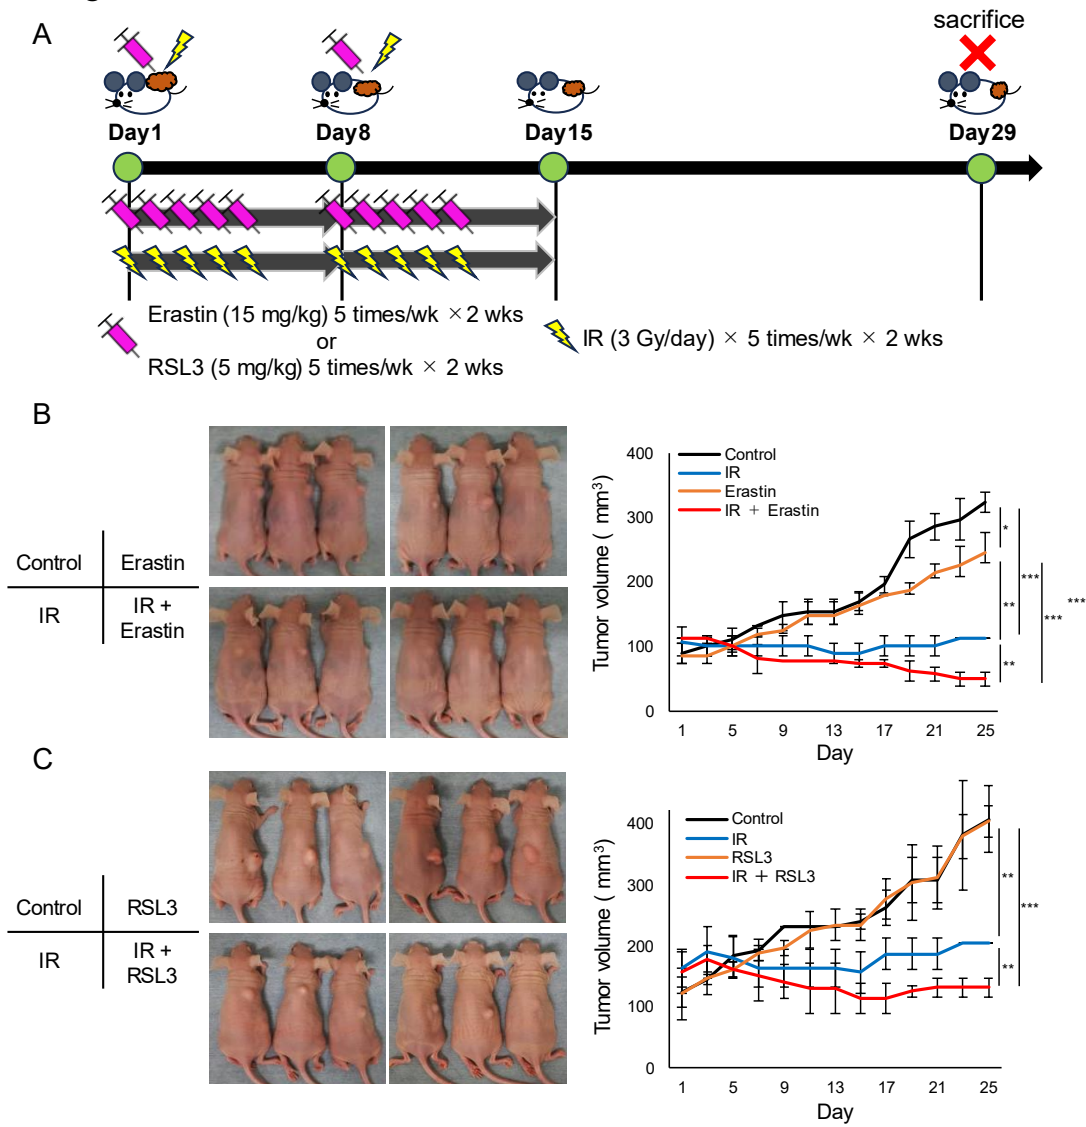 A
sacrifice
Day1
Day8
Day15
Day29
Erastin (15 mg/kg) 5 times/wk × 2 wks
or
RSL3 (5 mg/kg) 5 times/wk × 2 wks
IR (3 Gy/day) × 5 times/wk × 2 wks
B
Control
Erastin
IR
IR +
Erastin
Tumor volume ( mm³)
400
300
200
100
0
Control
IR
Erastin
IR + Erastin
*
**
**
***
***
***
1 5 9 13 17 21 25
Day
C
Control
RSL3
IR
IR +
RSL3
Tumor volume ( mm³)
400
300
200
100
0
Control
IR
RSL3
IR + RSL3
**
**
***
1 5 9 13 17 21 25
Day